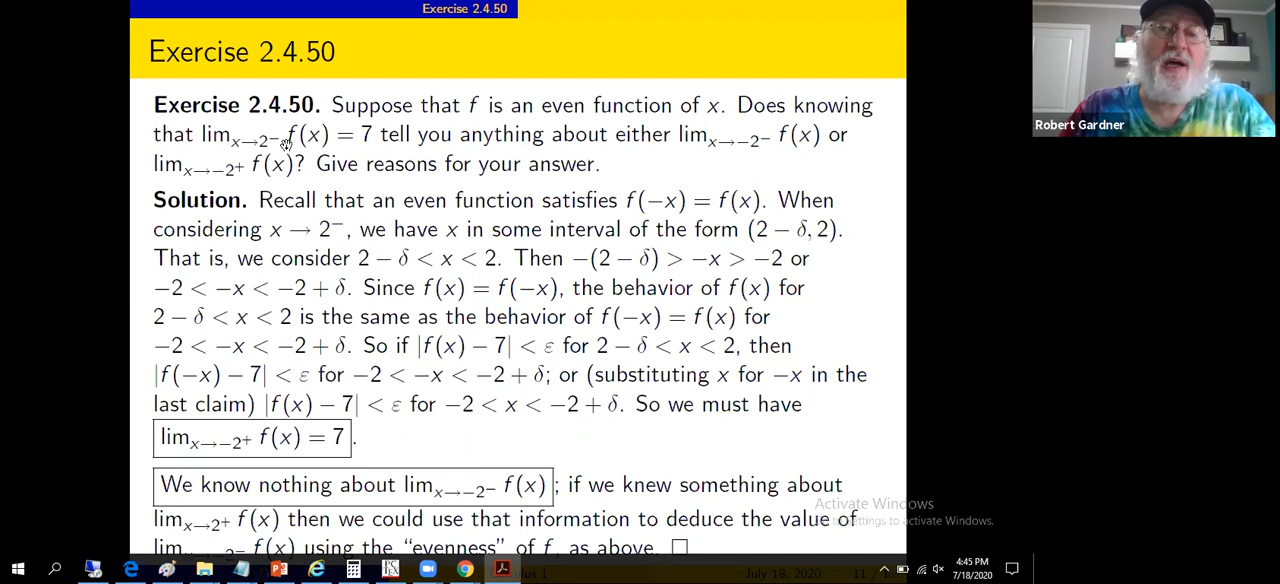 Exercise 2.4.50
Exercise 2.4.50
Exercise 2.4.50. Suppose that f is an even function of x. Does knowing
that lim_{x→2⁻} f(x) = 7 tell you anything about either lim_{x→−2⁻} f(x) or
lim_{x→−2⁺} f(x)? Give reasons for your answer.
Solution. Recall that an even function satisfies f(−x) = f(x). When
considering x → 2⁻, we have x in some interval of the form (2 − δ, 2).
That is, we consider 2 − δ < x < 2. Then −(2 − δ) > −x > −2 or
−2 < −x < −2 + δ. Since f(x) = f(−x), the behavior of f(x) for
2 − δ < x < 2 is the same as the behavior of f(−x) = f(x) for
−2 < −x < −2 + δ. So if |f(x) − 7| < ε for 2 − δ < x < 2, then
|f(−x) − 7| < ε for −2 < −x < −2 + δ; or (substituting x for −x in the
last claim) |f(x) − 7| < ε for −2 < x < −2 + δ. So we must have
lim_{x→−2⁺} f(x) = 7.
We know nothing about lim_{x→−2⁻} f(x); if we knew something about
lim_{x→2⁺} f(x) then we could use that information to deduce the value of
lim f(x) using the “evenness” of f, as above. □
Robert Gardner
Activate Windows
to activate Windows.
July 18, 2020
11 /
4:45 PM
7/18/2020